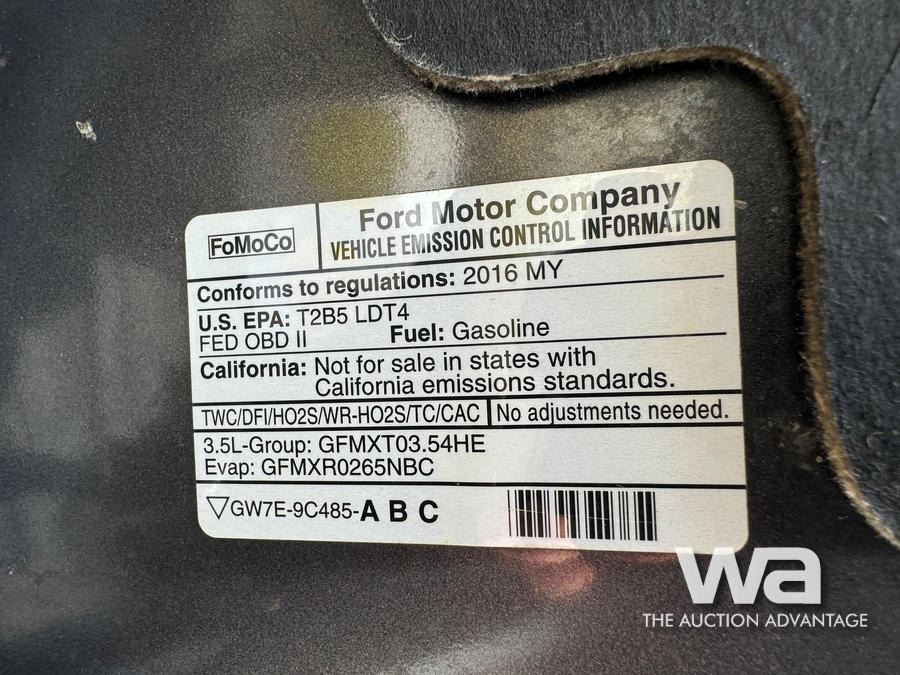 FoMoCo
Ford Motor Company
VEHICLE EMISSION CONTROL INFORMATION
Conforms to regulations: 2016 MY
U.S. EPA: T2B5 LDT4
FED OBD II Fuel: Gasoline
California: Not for sale in states with
California emissions standards.
TWC/DFI/HO2S/WR-HO2S/TC/CAC No adjustments needed.
3.5L-Group: GFMXT03.54HE
Evap: GFMXR0265NBC
GW7E-9C485-A B C
wa
THE AUCTION ADVANTAGE